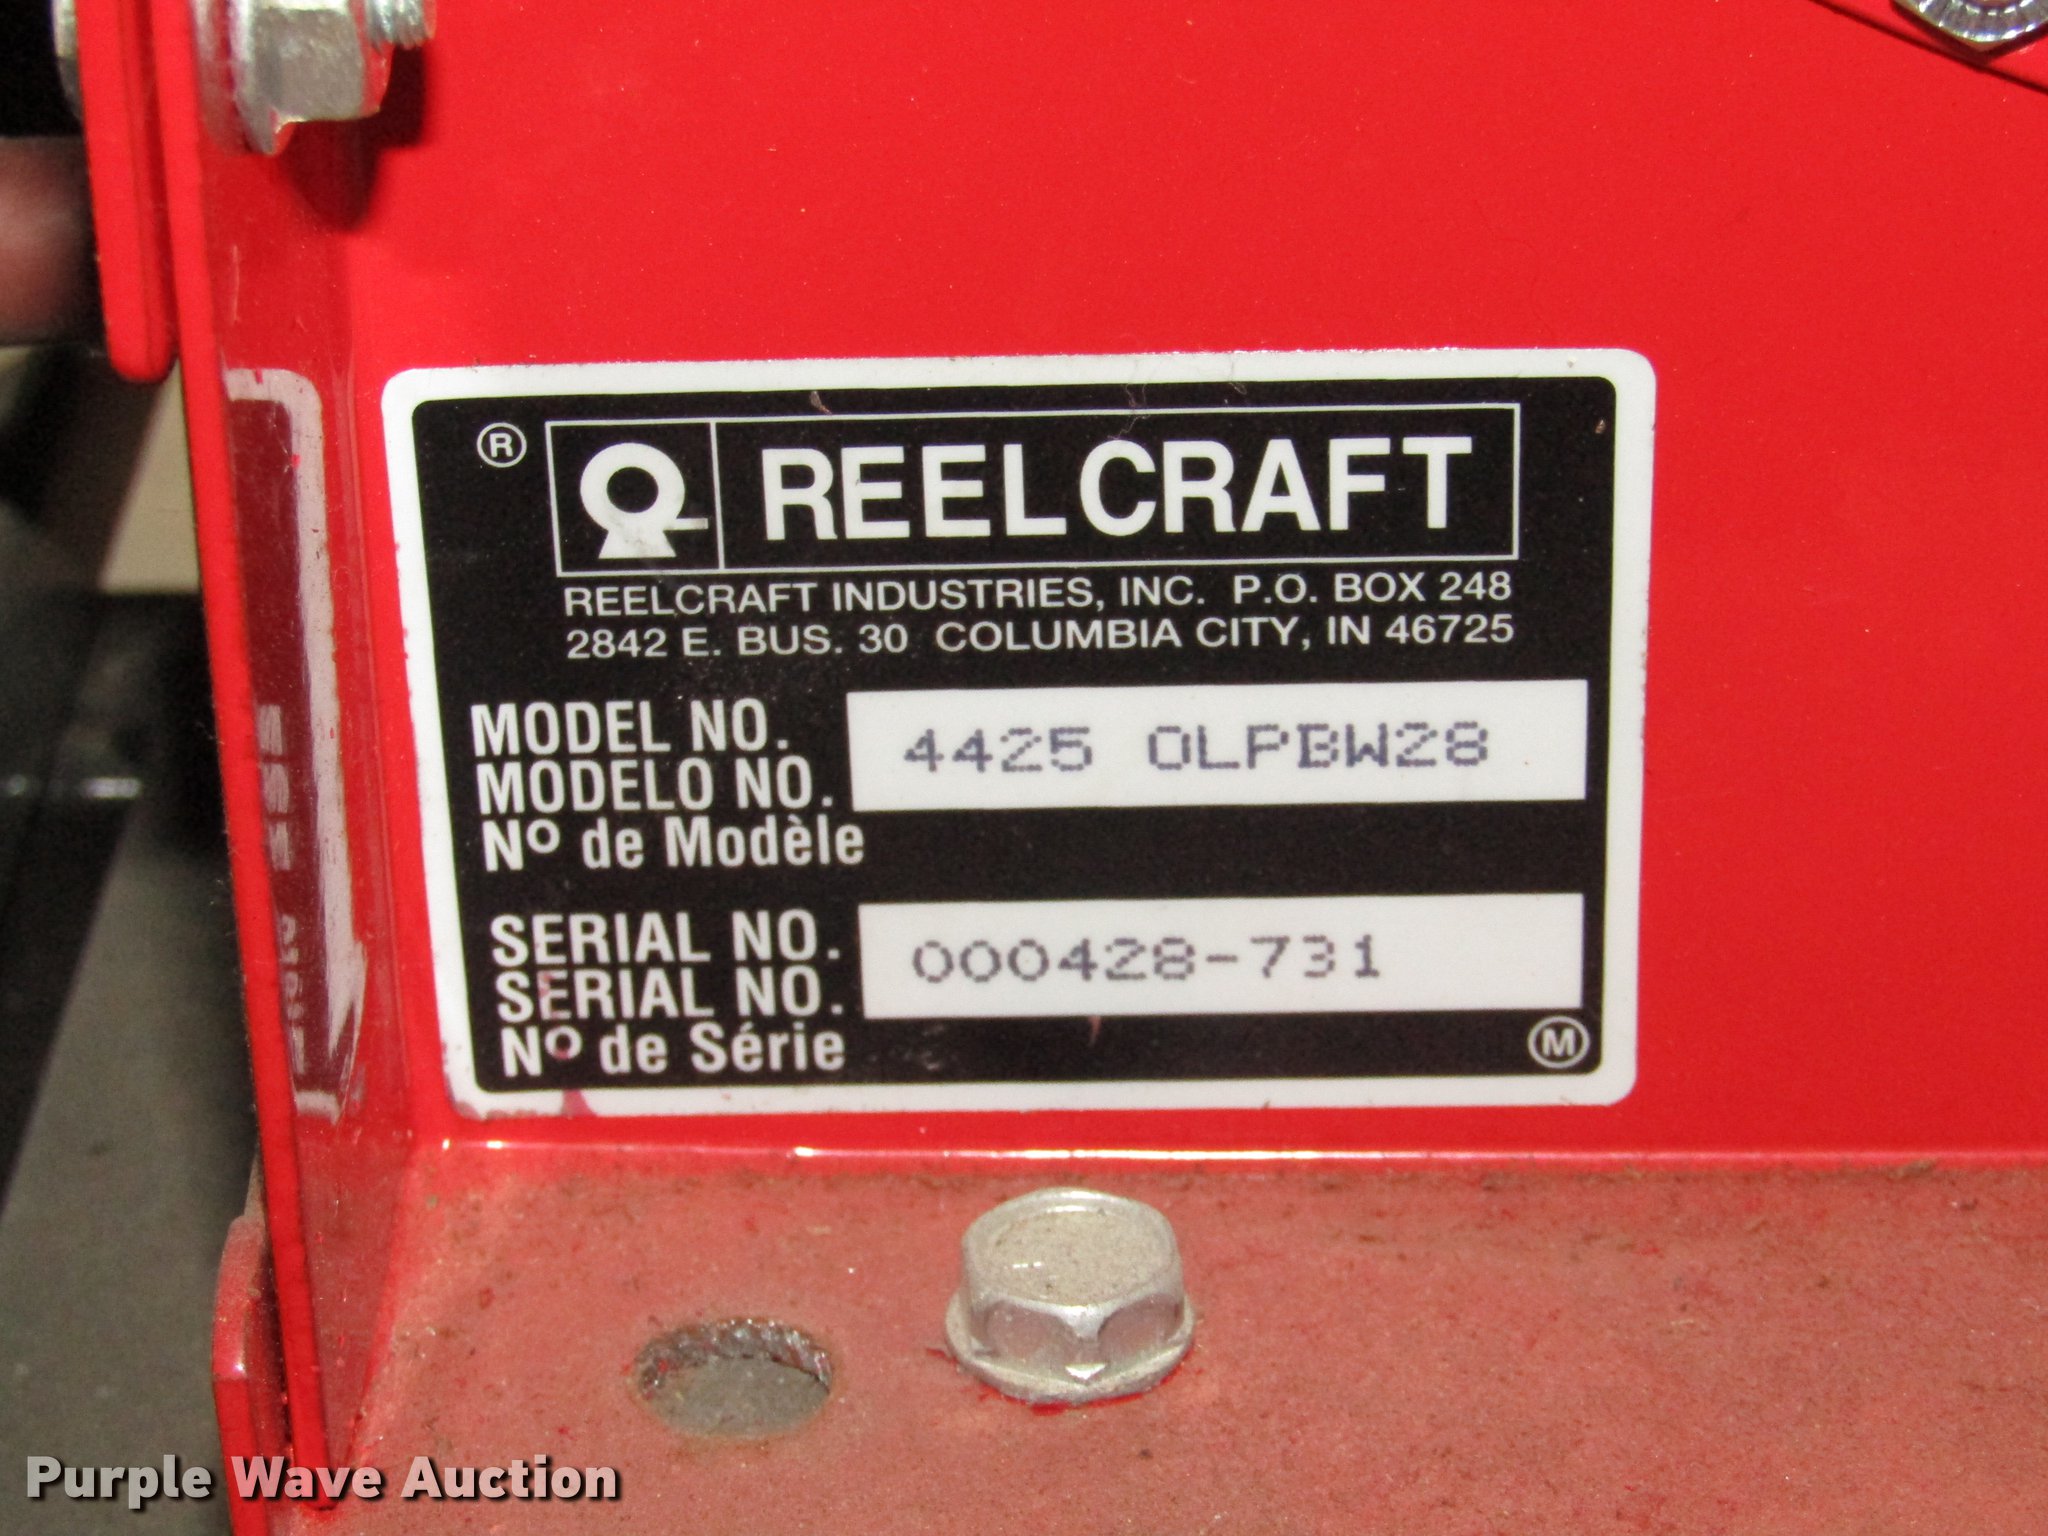 ® REELCRAFT
REELCRAFT INDUSTRIES, INC. P.O. BOX 248
2842 E. BUS. 30 COLUMBIA CITY, IN 46725
MODEL NO. 4425 OLPBW28
MODELO NO.
Nº de Modèle
SERIAL NO. 000428-731
SERIAL NO.
Nº de Série
Ⓜ
Purple Wave Auction